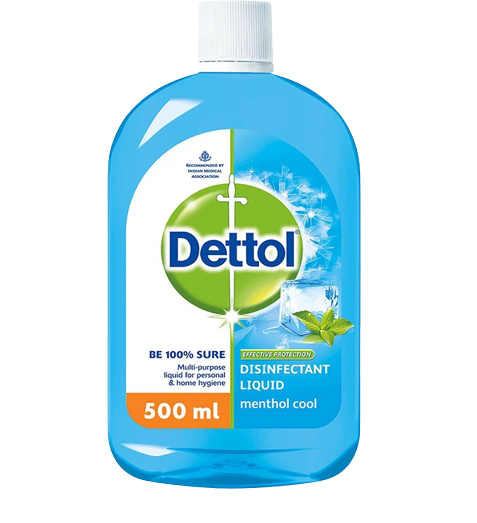 RECOMMENDED BY
INDIAN MEDICAL
ASSOCIATION
Dettol
BE 100% SURE
Multi-purpose
liquid for personal
& home hygiene
500 ml
EFFECTIVE PROTECTION
DISINFECTANT
LIQUID
menthol cool